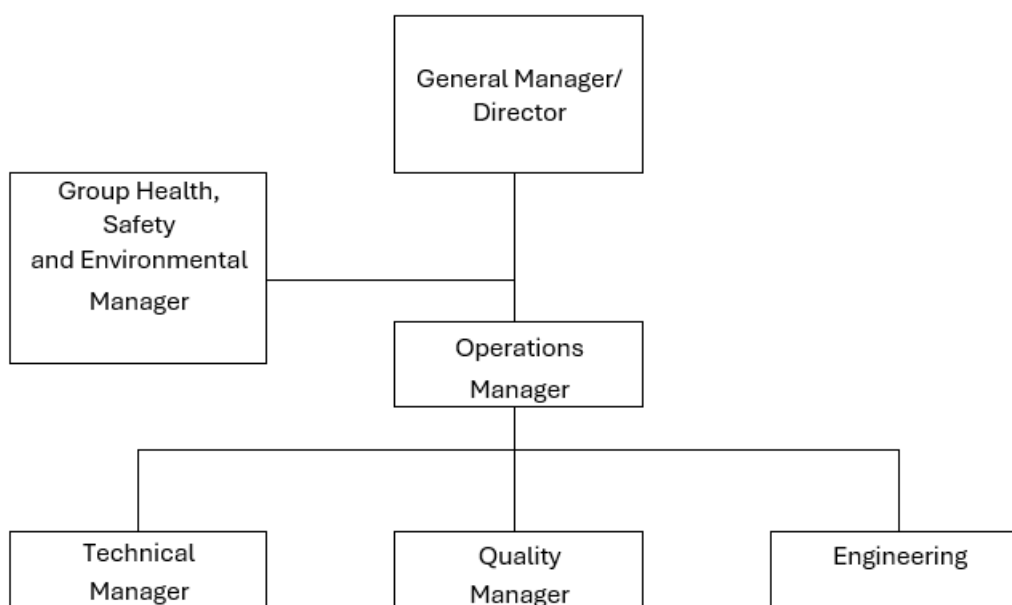 General Manager/
Director
Group Health,
Safety
and Environmental
Manager
Operations
Manager
Technical
Manager
Quality
Manager
Engineering